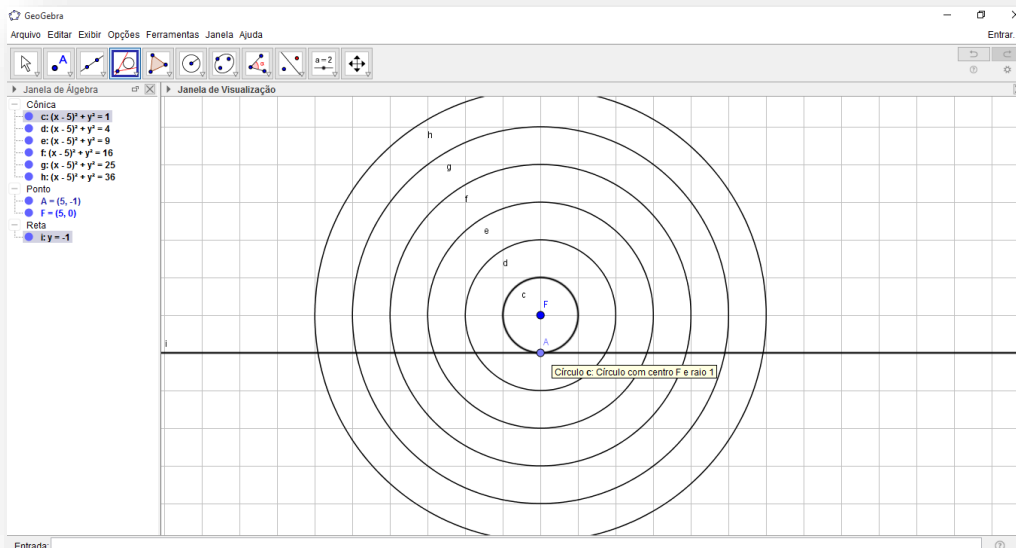 GeoGebra
Arquivo Editar Exibir Opções Ferramentas Janela Ajuda
Entrar...
A
α
a = 2
Janela de Álgebra
Janela de Visualização
Cônica
c: (x - 5)² + y² = 1
d: (x - 5)² + y² = 4
e: (x - 5)² + y² = 9
f: (x - 5)² + y² = 16
g: (x - 5)² + y² = 25
h: (x - 5)² + y² = 36
Ponto
A = (5, -1)
F = (5, 0)
Reta
i: y = -1
h
g
f
e
d
c
F
A
i
Círculo c: Círculo com centro F e raio 1
Entrada: